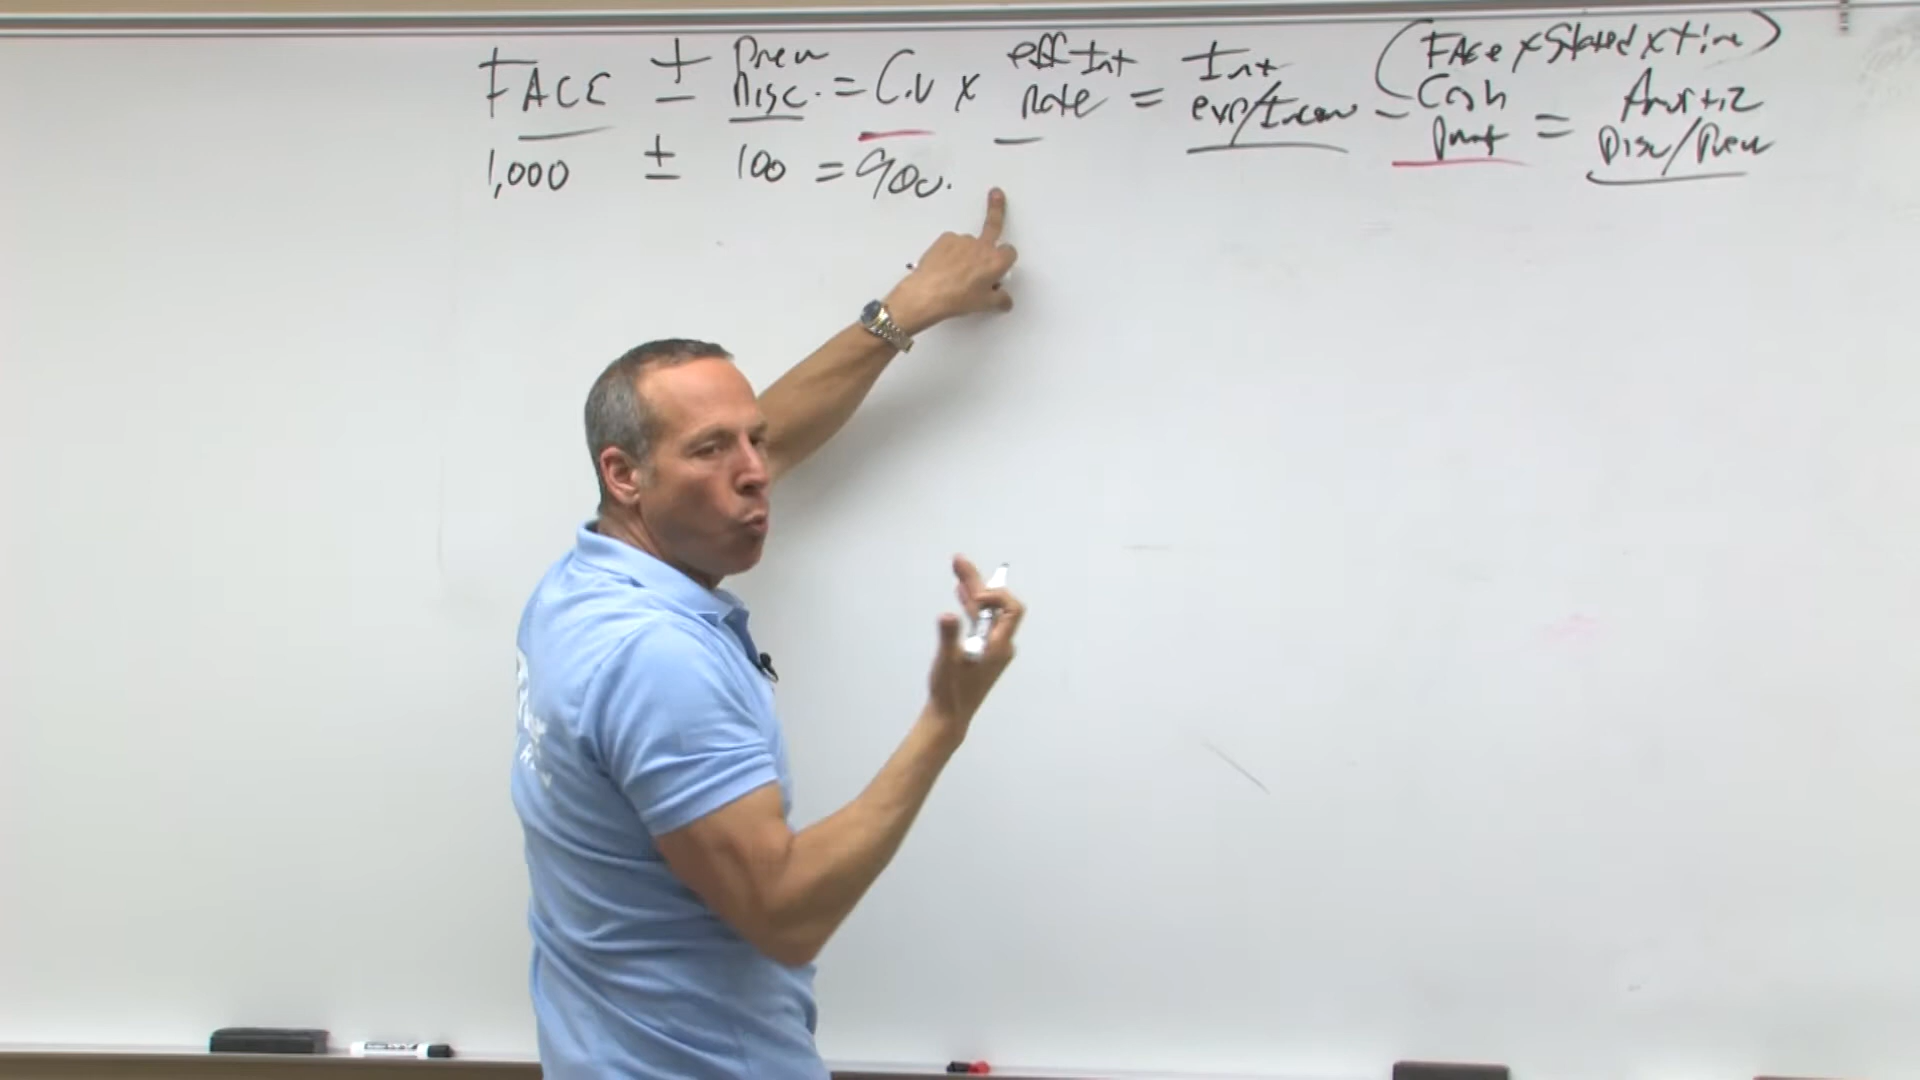 FACE ± Prem Disc. = C.V x eff Int Rate = Int exp/Incom - Cash pmt (FAce x Stated x time) = Amortiz Disc/Prem
1,000 ± 100 = 900.